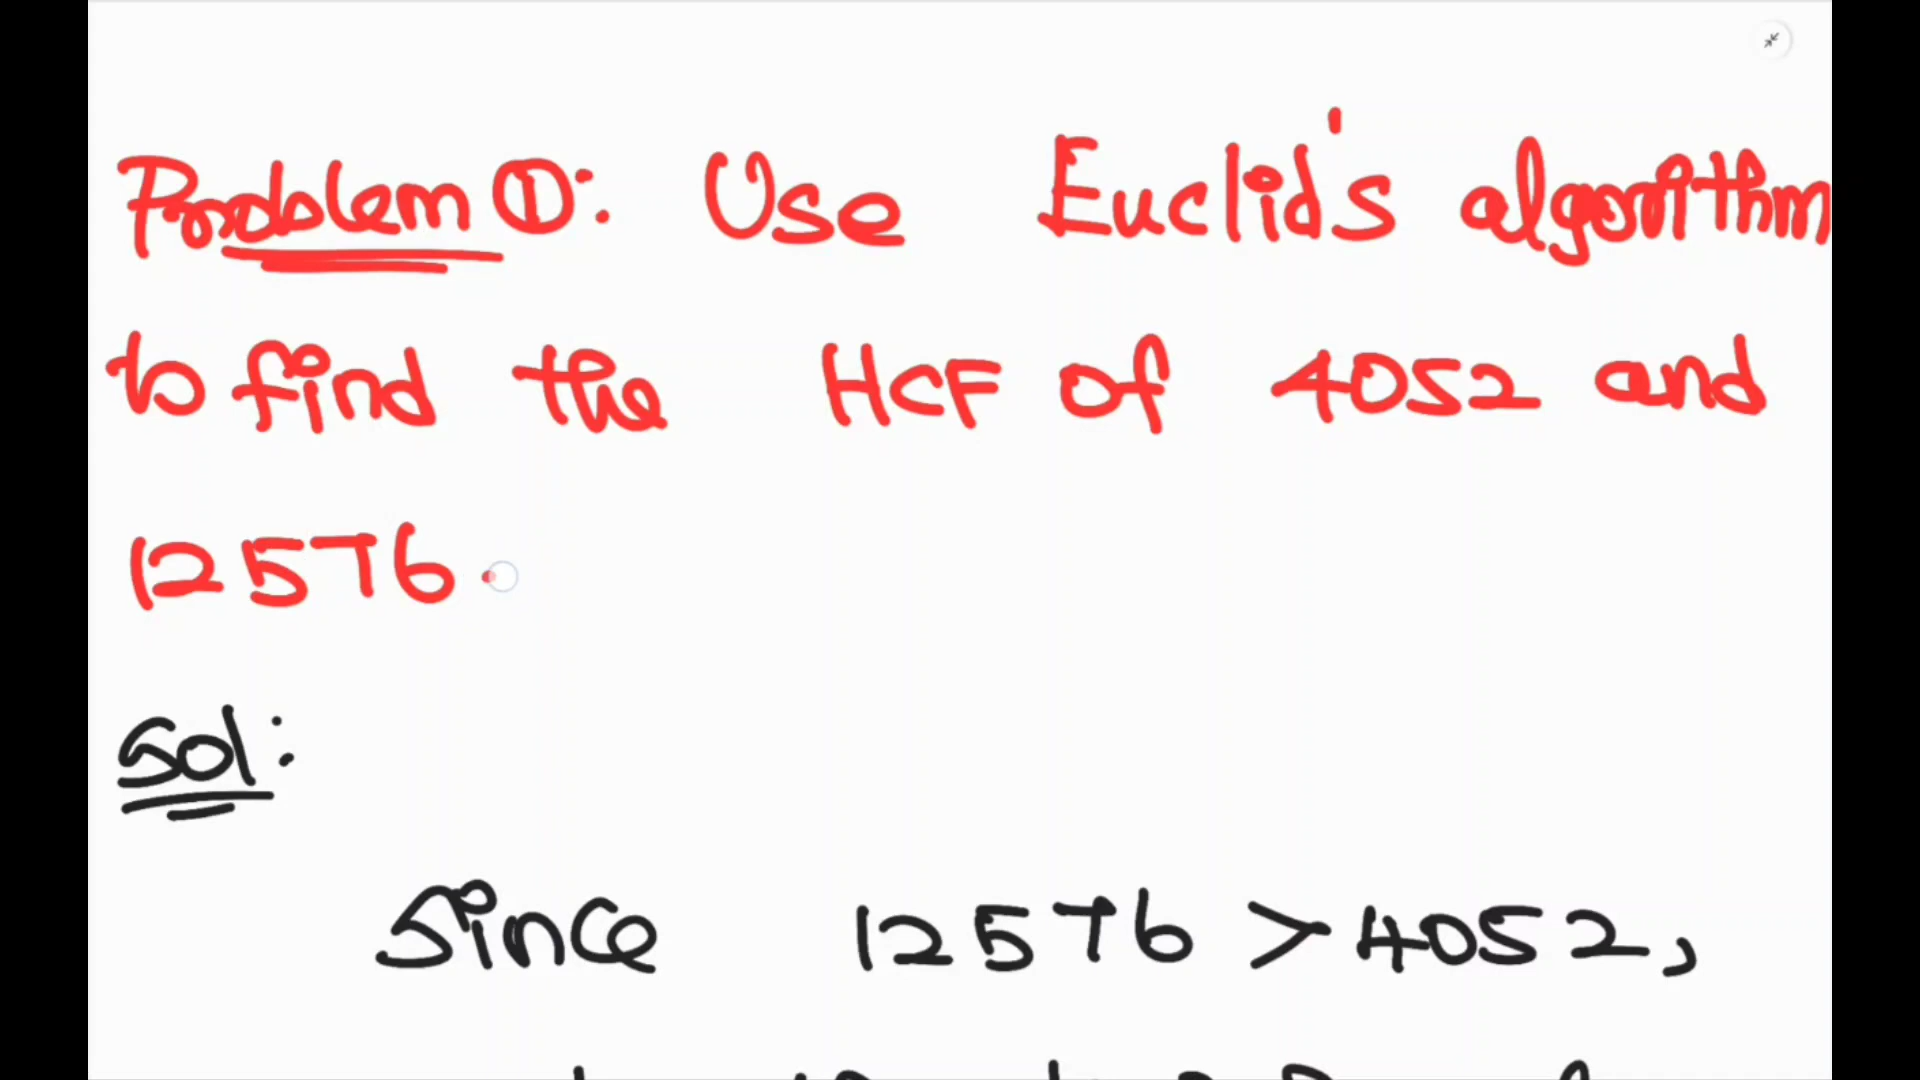 Problem ①: Use Euclid's algorithm
to find the HCF of 4052 and
12576.
Sol:
Since 12576 > 4052,